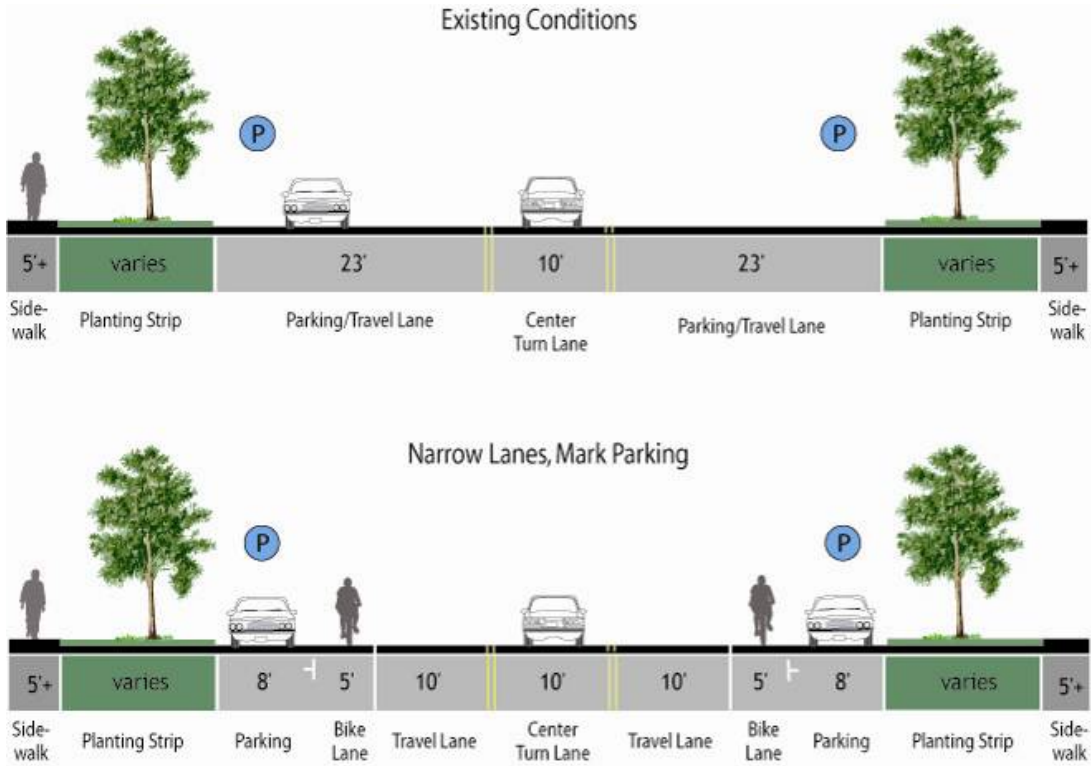 Existing Conditions
P P
5'+ varies 23' 10' 23' varies 5'+
Side- Planting Strip Parking/Travel Lane Center Parking/Travel Lane Planting Strip Side-
walk Turn Lane walk
Narrow Lanes, Mark Parking
P P
5'+ varies 8' 5' 10' 10' 10' 5' 8' varies 5'+
Side- Planting Strip Parking Bike Travel Lane Center Travel Lane Bike Parking Planting Strip Side-
walk Lane Turn Lane Lane walk